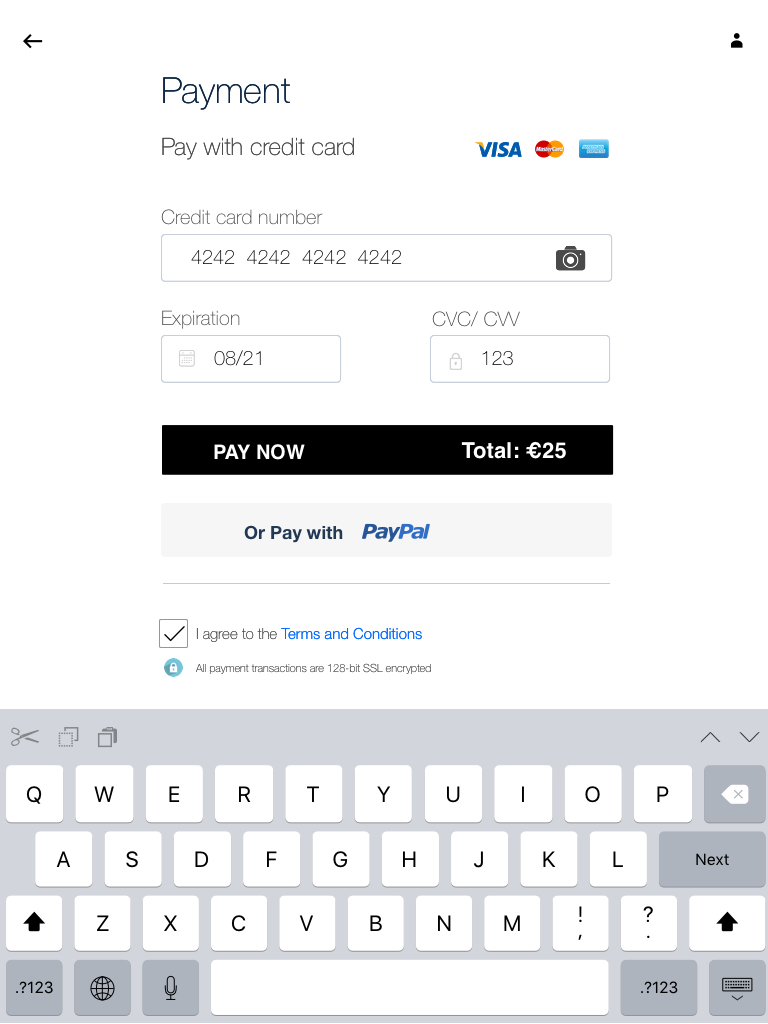 Payment
Pay with credit card VISA MasterCard
Credit card number
4242 4242 4242 4242
Expiration CVC/ CVV
08/21 123
PAY NOW Total: €25
Or Pay with PayPal
I agree to the Terms and Conditions
All payment transactions are 128-bit SSL encrypted
Q W E R T Y U I O P
A S D F G H J K L Next
Z X C V B N M ! , ? .
.?123 .?123